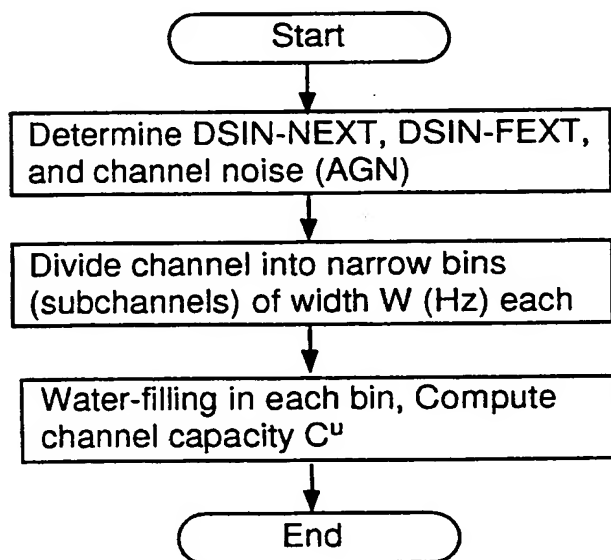 Start
Determine DSIN-NEXT, DSIN-FEXT,
and channel noise (AGN)
Divide channel into narrow bins
(subchannels) of width W (Hz) each
Water-filling in each bin, Compute
channel capacity Cᵘ
End